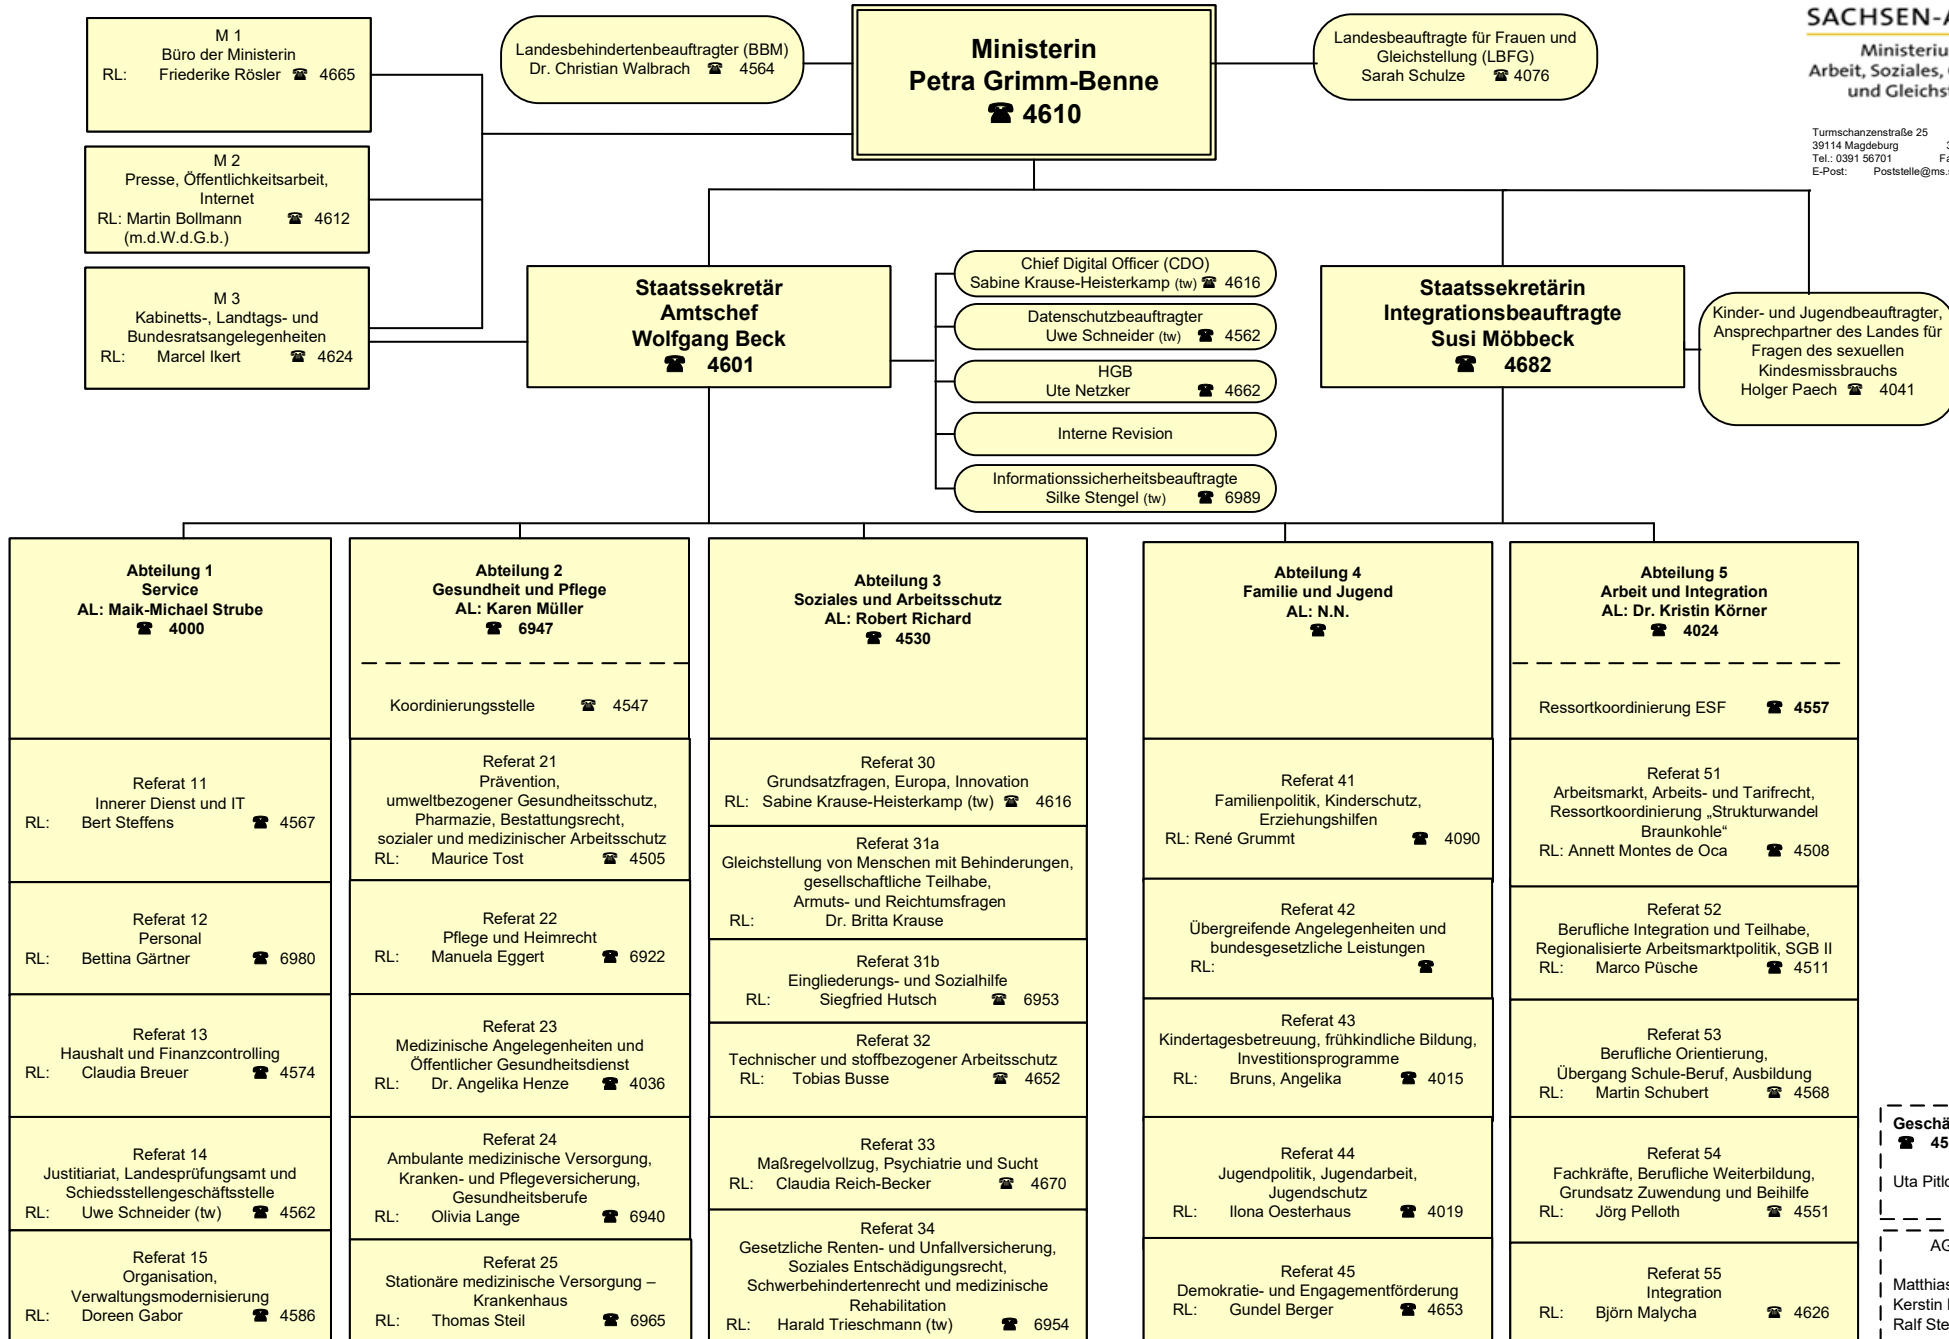 M 1
Büro der Ministerin
RL: Friederike Rösler ☎ 4665
M 2
Presse, Öffentlichkeitsarbeit,
Internet
RL: Martin Bollmann ☎ 4612
(m.d.W.d.G.b.)
M 3
Kabinetts-, Landtags- und
Bundesratsangelegenheiten
RL: Marcel Ikert ☎ 4624
Landesbehindertenbeauftragter (BBM)
Dr. Christian Walbrach ☎ 4564
Ministerin
Petra Grimm-Benne
☎ 4610
Landesbeauftragte für Frauen und
Gleichstellung (LBFG)
Sarah Schulze ☎ 4076
SACHSEN-
Arbeit, Soziales,
Turmschanzenstraße 25
39114 Magdeburg
Tel.: 0391 56701
E-Post:
Staatssekretär
Amtschef
Wolfgang Beck
☎ 4601
Chief Digital Officer (CDO)
Sabine Krause-Heisterkamp (tw) ☎ 4616
Datenschutzbeauftragter
Uwe Schneider (tw) ☎ 4562
HGB
Ute Netzker ☎ 4662
Interne Revision
Informationssicherheitsbeauftragte
Silke Stengel (tw) ☎ 6989
Staatssekretärin
Integrationsbeauftragte
Susi Möbbeck
☎ 4682
Kinder- und Jugendbeauftragter,
Ansprechpartner des Landes für
Fragen des sexuellen
Kindesmissbrauchs
Holger Paech ☎ 4041
Abteilung 1
Service
AL: Maik-Michael Strube
☎ 4000
Referat 11
Innerer Dienst und IT
RL: Bert Steffens ☎ 4567
Referat 12
Personal
RL: Bettina Gärtner ☎ 6980
Referat 13
Haushalt und Finanzcontrolling
RL: Claudia Breuer ☎ 4574
Referat 14
Justitiariat, Landesprüfungsamt und
Schiedsstellengeschäftsstelle
RL: Uwe Schneider (tw) ☎ 4562
Referat 15
Organisation,
Verwaltungsmodernisierung
RL: Doreen Gabor ☎ 4586
Abteilung 2
Gesundheit und Pflege
AL: Karen Müller
☎ 6947
Koordinierungsstelle ☎ 4547
Referat 21
Prävention,
umweltbezogener Gesundheitsschutz,
Pharmazie, Bestattungsrecht,
sozialer und medizinischer Arbeitsschutz
RL: Maurice Tost ☎ 4505
Referat 22
Pflege und Heimrecht
RL: Manuela Eggert ☎ 6922
Referat 23
Medizinische Angelegenheiten und
Öffentlicher Gesundheitsdienst
RL: Dr. Angelika Henze ☎ 4036
Referat 24
Ambulante medizinische Versorgung,
Kranken- und Pflegeversicherung,
Gesundheitsberufe
RL: Olivia Lange ☎ 6940
Referat 25
Stationäre medizinische Versorgung –
Krankenhaus
RL: Thomas Steil ☎ 6965
Abteilung 3
Soziales und Arbeitsschutz
AL: Robert Richard
☎ 4530
Referat 30
Grundsatzfragen, Europa, Innovation
RL: Sabine Krause-Heisterkamp (tw) ☎ 4616
Referat 31a
Gleichstellung von Menschen mit Behinderungen,
gesellschaftliche Teilhabe,
Armuts- und Reichtumsfragen
RL: Dr. Britta Krause
Referat 31b
Eingliederungs- und Sozialhilfe
RL: Siegfried Hutsch ☎ 6953
Referat 32
Technischer und stoffbezogener Arbeitsschutz
RL: Tobias Busse ☎ 4652
Referat 33
Maßregelvollzug, Psychiatrie und Sucht
RL: Claudia Reich-Becker ☎ 4670
Referat 34
Gesetzliche Renten- und Unfallversicherung,
Soziales Entschädigungsrecht,
Schwerbehindertenrecht und medizinische
Rehabilitation
RL: Harald Trieschmann (tw) ☎ 6954
Abteilung 4
Familie und Jugend
AL: N.N.
☎
Referat 41
Familienpolitik, Kinderschutz,
Erziehungshilfen
RL: René Grummt ☎ 4090
Referat 42
Übergreifende Angelegenheiten und
bundesgesetzliche Leistungen
RL: ☎
Referat 43
Kindertagesbetreuung, frühkindliche Bildung,
Investitionsprogramme
RL: Bruns, Angelika ☎ 4015
Referat 44
Jugendpolitik, Jugendarbeit,
Jugendschutz
RL: Ilona Oesterhaus ☎ 4019
Referat 45
Demokratie- und Engagementförderung
RL: Gundel Berger ☎ 4653
Abteilung 5
Arbeit und Integration
AL: Dr. Kristin Körner
☎ 4024
Ressortkoordinierung ESF ☎ 4557
Referat 51
Arbeitsmarkt, Arbeits- und Tarifrecht,
Ressortkoordinierung „Strukturwandel
Braunkohle“
RL: Annett Montes de Oca ☎ 4508
Referat 52
Berufliche Integration und Teilhabe,
Regionalisierte Arbeitsmarktpolitik, SGB II
RL: Marco Püsche ☎ 4511
Referat 53
Berufliche Orientierung,
Übergang Schule-Beruf, Ausbildung
RL: Martin Schubert ☎ 4568
Referat 54
Fachkräfte, Berufliche Weiterbildung,
Grundsatz Zuwendung und Beihilfe
RL: Jörg Pelloth ☎ 4551
Referat 55
Integration
RL: Björn Malycha ☎ 4626
☎
Uta
Kerstin
Ralf